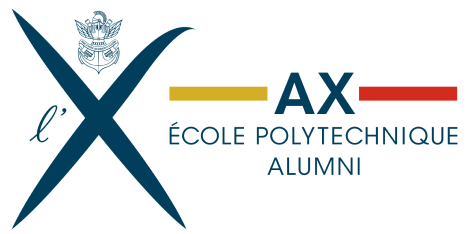 l'X
AX
ÉCOLE POLYTECHNIQUE
ALUMNI